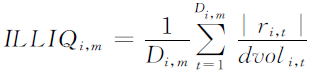 ILLIQ_{i,m} = \frac{1}{D_{i,m}} \sum_{t=1}^{D_{i,m}} \frac{| r_{i,t} |}{dvol_{i,t}}